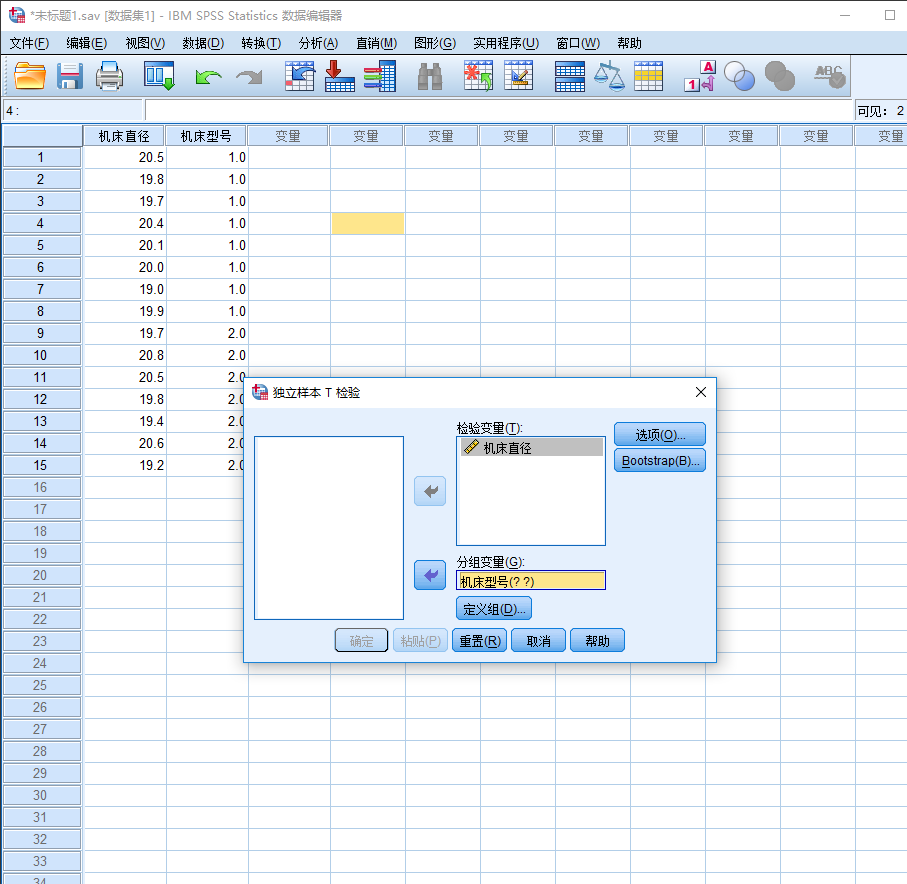 *未标题1.sav [数据集1] - IBM SPSS Statistics 数据编辑器
文件(F) 编辑(E) 视图(V) 数据(D) 转换(T) 分析(A) 直销(M) 图形(G) 实用程序(U) 窗口(W) 帮助
1 A ABC
4 : 可见: 2
机床直径 机床型号 变量 变量 变量 变量 变量 变量 变量 变量 变量
1 20.5 1.0
2 19.8 1.0
3 19.7 1.0
4 20.4 1.0
5 20.1 1.0
6 20.0 1.0
7 19.0 1.0
8 19.9 1.0
9 19.7 2.0
10 20.8 2.0
11 20.5 2.0
12 19.8 2.0
13 19.4 2.0
14 20.6 2.0
15 19.2 2.0
16
17
18
19
20
21
22
23
24
25
26
27
28
29
30
31
32
33
34
独立样本 T 检验
检验变量(T):
机床直径
选项(O)...
Bootstrap(B)...
分组变量(G):
机床型号(? ?)
定义组(D)...
确定 粘贴(P) 重置(R) 取消 帮助